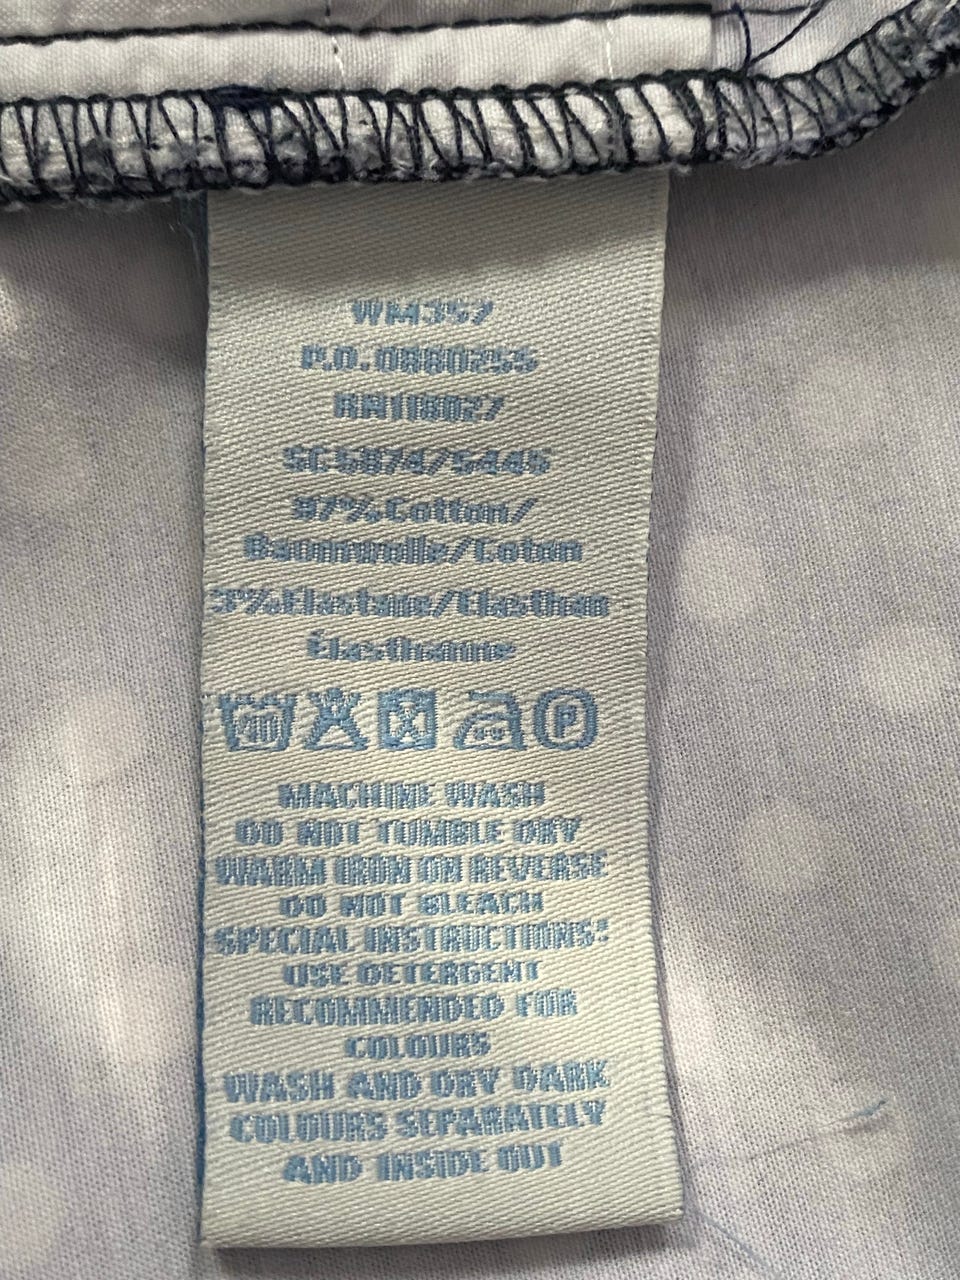 WM357
P.O.0880255
RN118027
SC5874/5445
97%Cotton/
Baumwolle/Coton
3%Elastane/Elasthan
Élasthanne
40 P
MACHINE WASH
DO NOT TUMBLE DRY
WARM IRON ON REVERSE
DO NOT BLEACH
SPECIAL INSTRUCTIONS!
USE DETERGENT
RECOMMENDED FOR
COLOURS
WASH AND DRY DARK
COLOURS SEPARATELY
AND INSIDE OUT